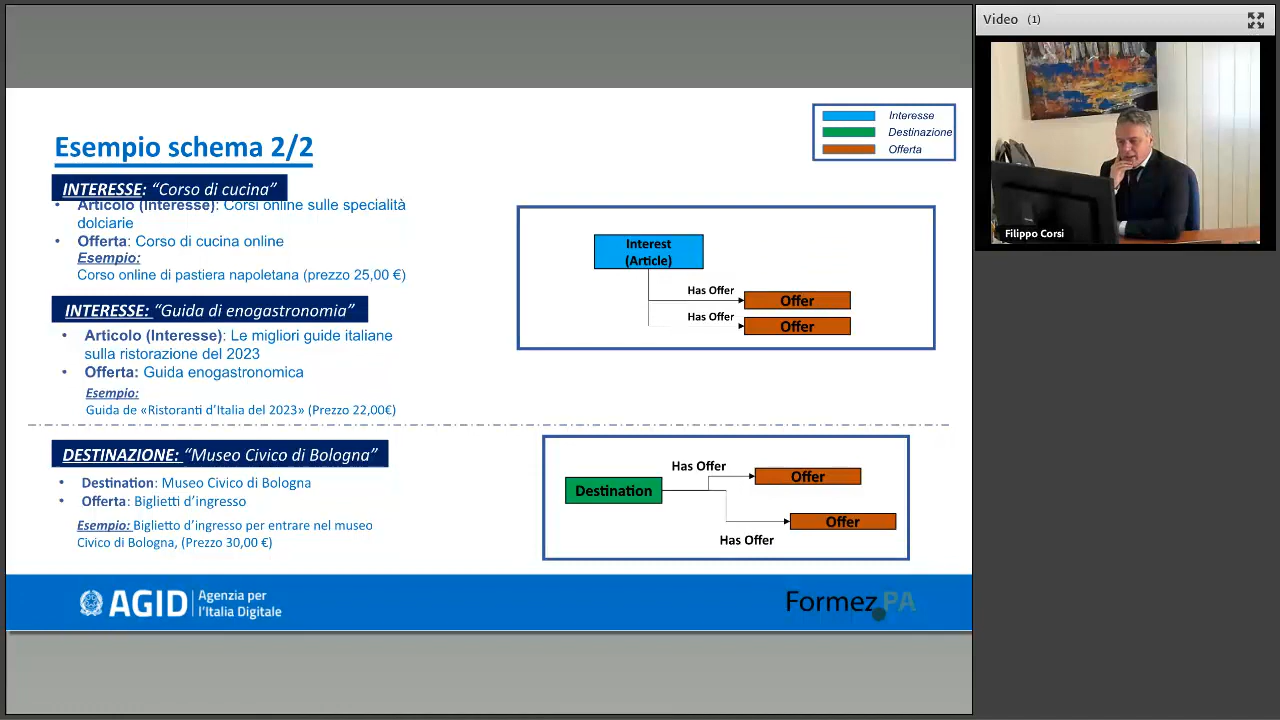 Video (1)
Filippo Corsi
Esempio schema 2/2
Interesse
Destinazione
Offerta
INTERESSE: “Corso di cucina”
• Articolo (Interesse): Corsi online sulle specialità
dolciarie
• Offerta: Corso di cucina online
Esempio:
Corso online di pastiera napoletana (prezzo 25,00 €)
Interest
(Article)
Has Offer
Offer
Has Offer
Offer
INTERESSE: “Guida di enogastronomia”
• Articolo (Interesse): Le migliori guide italiane
sulla ristorazione del 2023
• Offerta: Guida enogastronomica
Esempio:
Guida de «Ristoranti d’Italia del 2023» (Prezzo 22,00€)
DESTINAZIONE: “Museo Civico di Bologna”
• Destination: Museo Civico di Bologna
• Offerta: Biglietti d’ingresso
Esempio: Biglietto d’ingresso per entrare nel museo
Civico di Bologna, (Prezzo 30,00 €)
Has Offer
Offer
Destination
Offer
Has Offer
AGID
Agenzia per
l’Italia Digitale
Formez PA